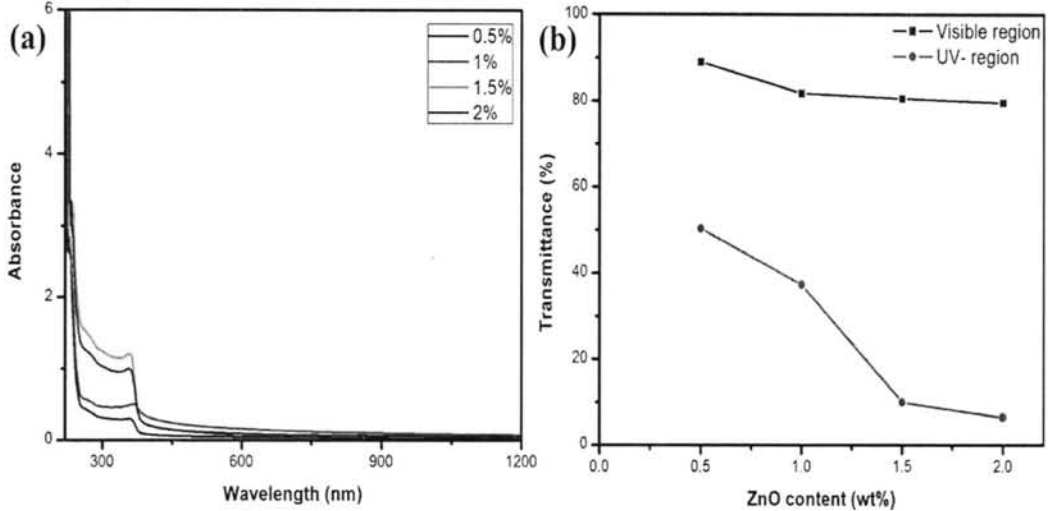 (a)
6
4
2
0
Absorbance
300
600
900
1200
Wavelength (nm)
0.5%
1%
1.5%
2%
(b)
100
80
60
40
20
0
Transmittance (%)
0.0
0.5
1.0
1.5
2.0
ZnO content (wt%)
Visible region
UV- region